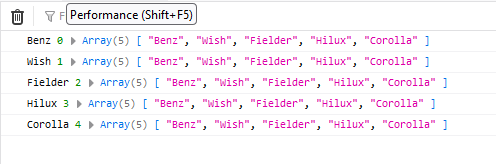 F
Performance (Shift+F5)
Benz 0 ▶ Array(5) [ "Benz", "Wish", "Fielder", "Hilux", "Corolla" ]
Wish 1 ▶ Array(5) [ "Benz", "Wish", "Fielder", "Hilux", "Corolla" ]
Fielder 2 ▶ Array(5) [ "Benz", "Wish", "Fielder", "Hilux", "Corolla" ]
Hilux 3 ▶ Array(5) [ "Benz", "Wish", "Fielder", "Hilux", "Corolla" ]
Corolla 4 ▶ Array(5) [ "Benz", "Wish", "Fielder", "Hilux", "Corolla" ]